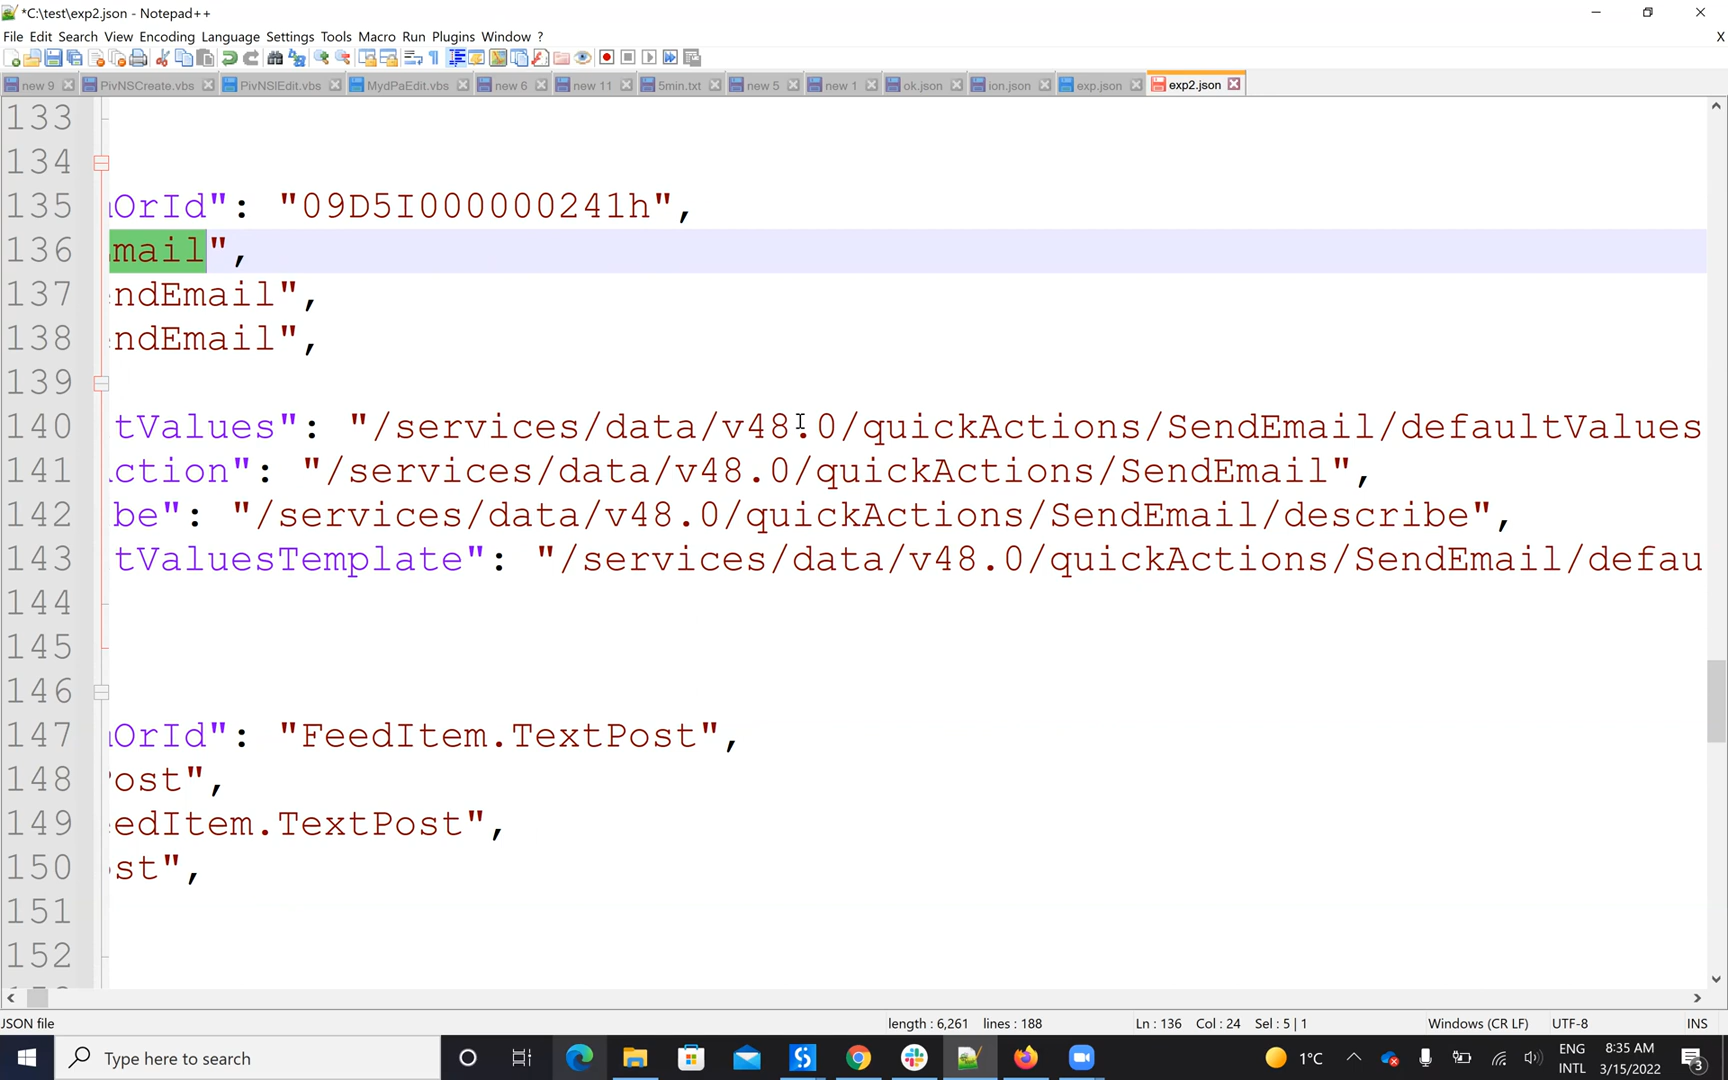 *C:\test\exp2.json - Notepad++
File Edit Search View Encoding Language Settings Tools Macro Run Plugins Window ? X
new 9 PivNSCreate.vbs PivNSIEdit.vbs MydPaEdit.vbs new 6 new 11 5min.txt new 5 new 1 ok.json ion.json exp.json exp2.json
133
134
135 OrId": "09D5I000000241h",
136 mail",
137 ndEmail",
138 ndEmail",
139
140 tValues": "/services/data/v48.0/quickActions/SendEmail/defaultValues
141 ction": "/services/data/v48.0/quickActions/SendEmail",
142 be": "/services/data/v48.0/quickActions/SendEmail/describe",
143 tValuesTemplate": "/services/data/v48.0/quickActions/SendEmail/defau
144
145
146
147 OrId": "FeedItem.TextPost",
148 Post",
149 eedItem.TextPost",
150 ost",
151
152
JSON file length : 6,261 lines : 188 Ln : 136 Col : 24 Sel : 5 | 1 Windows (CR LF) UTF-8 INS
Type here to search 1°C ENG 8:35 AM
INTL 3/15/2022 3